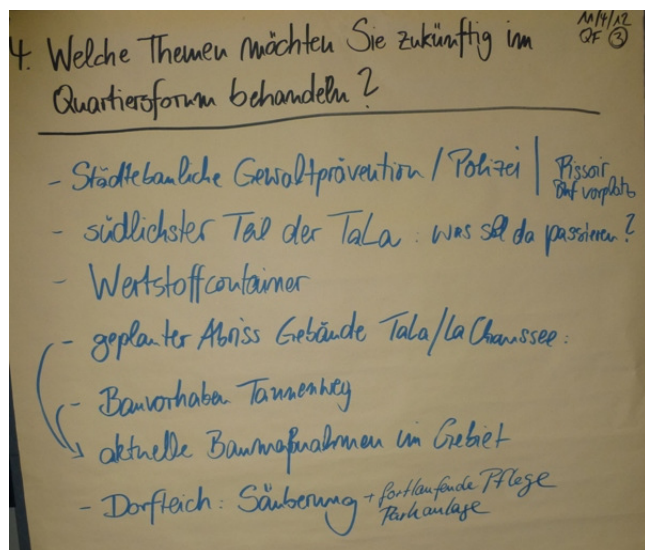 11/4/12
QF ③
4. Welche Themen möchten Sie zukünftig im
Quartiersforum behandeln?
- Städtebauliche Gewaltprävention / Polizei | Pissoir
Bhf vorplatz
- südlichster Teil der TaLa: was soll da passieren?
- Wertstoffcontainer
- geplanter Abriss Gebände TaLa/La Chaussee:
- Bauvorhaben Tannenweg
aktuelle Baumaßnahmen im Gebiet
- Dorfteich: Säuberung + fortlaufende Pflege
Parkanlage